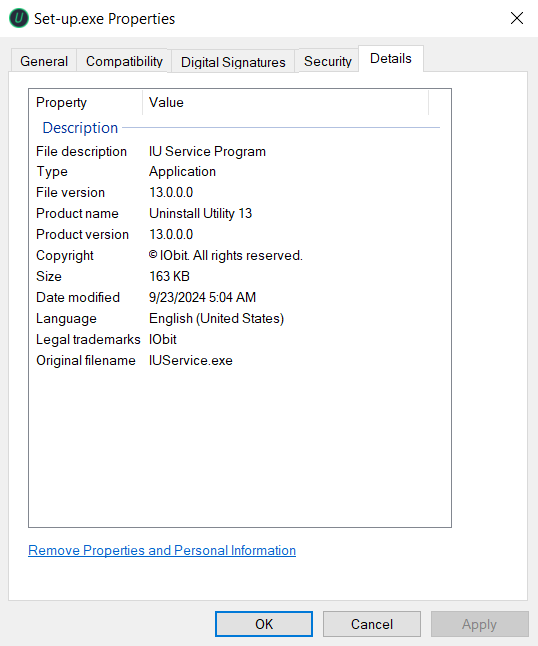 Set-up.exe Properties
General Compatibility Digital Signatures Security Details
Property Value
Description
File description IU Service Program
Type Application
File version 13.0.0.0
Product name Uninstall Utility 13
Product version 13.0.0.0
Copyright © IObit. All rights reserved.
Size 163 KB
Date modified 9/23/2024 5:04 AM
Language English (United States)
Legal trademarks IObit
Original filename IUService.exe
Remove Properties and Personal Information
OK Cancel Apply